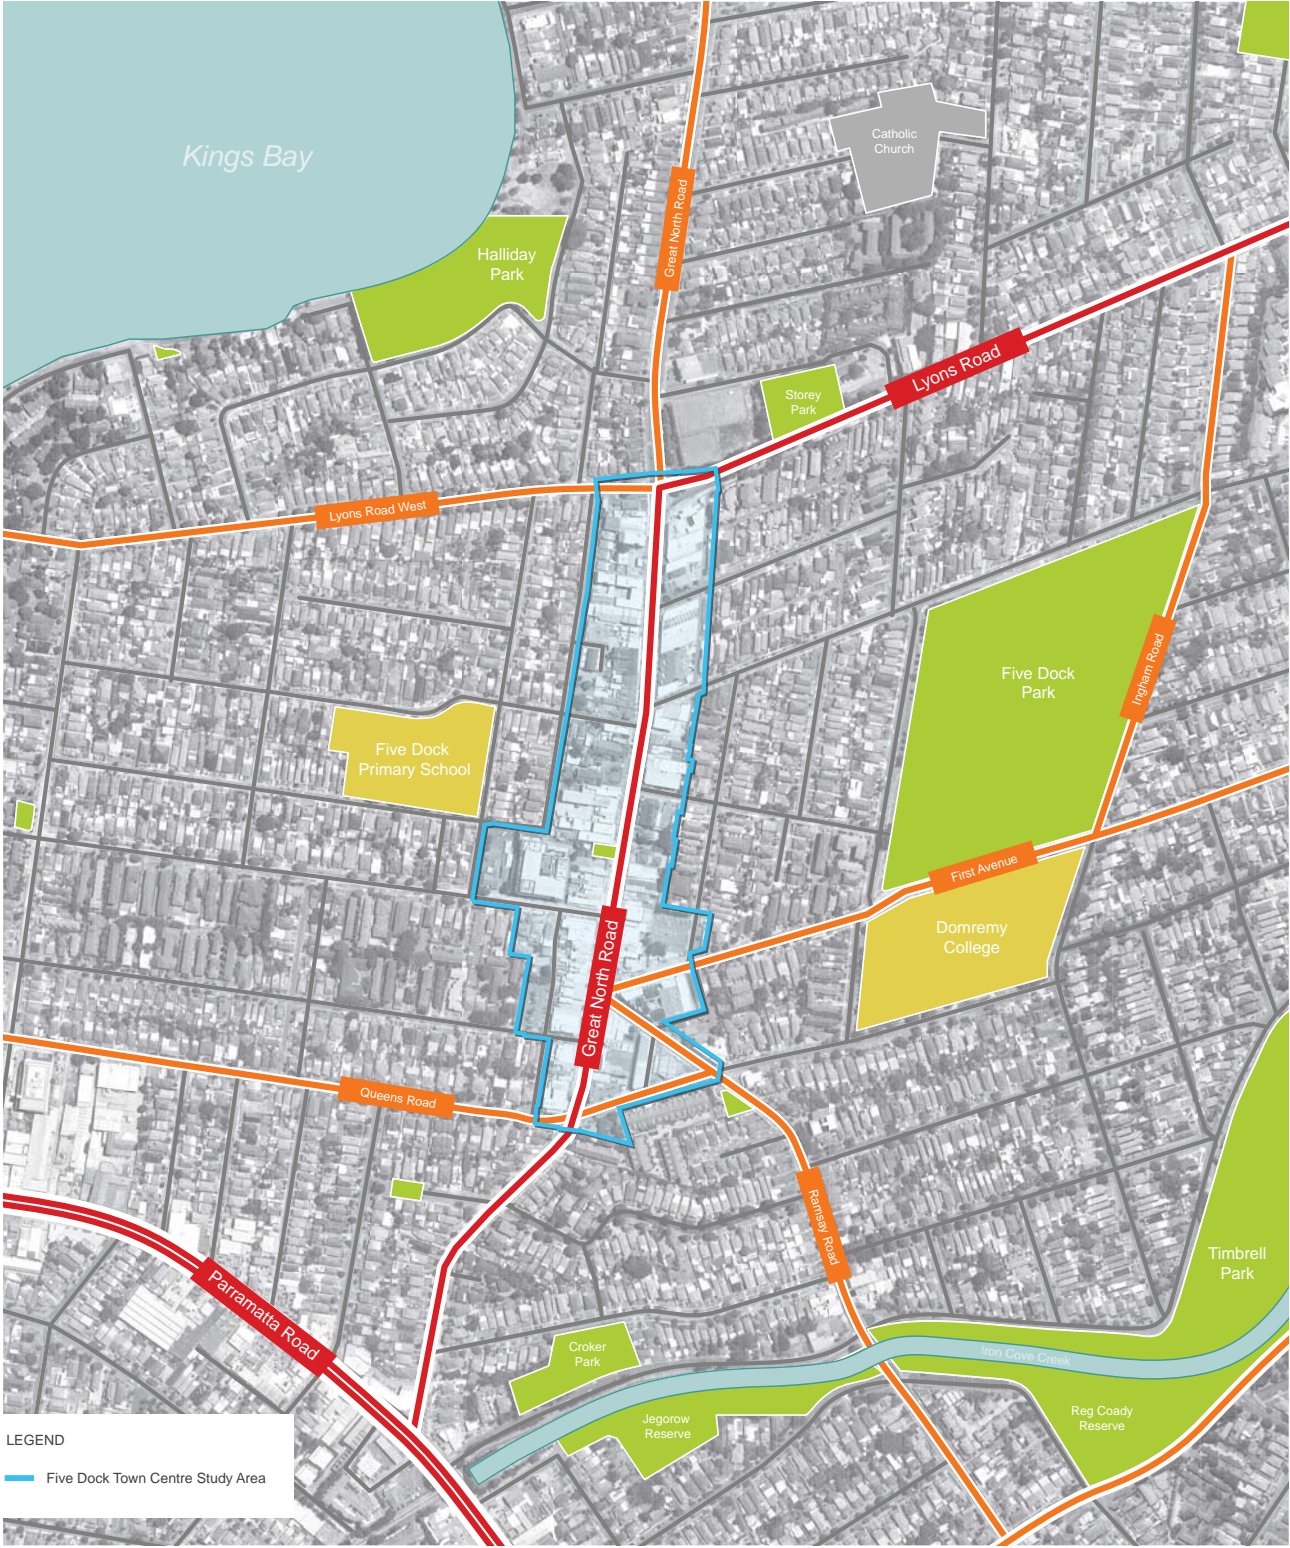 Kings Bay
Catholic
Church
Great North Road
Halliday
Park
Lyons Road
Storey
Park
Lyons Road West
Five Dock
Park
Ingham Road
Five Dock
Primary School
First Avenue
Domremy
College
Great North Road
Queens Road
Ramsay Road
Timbrell
Park
Parramatta Road
Croker
Park
Iron Cove Creek
Jegorow
Reserve
Reg Coady
Reserve
LEGEND
Five Dock Town Centre Study Area